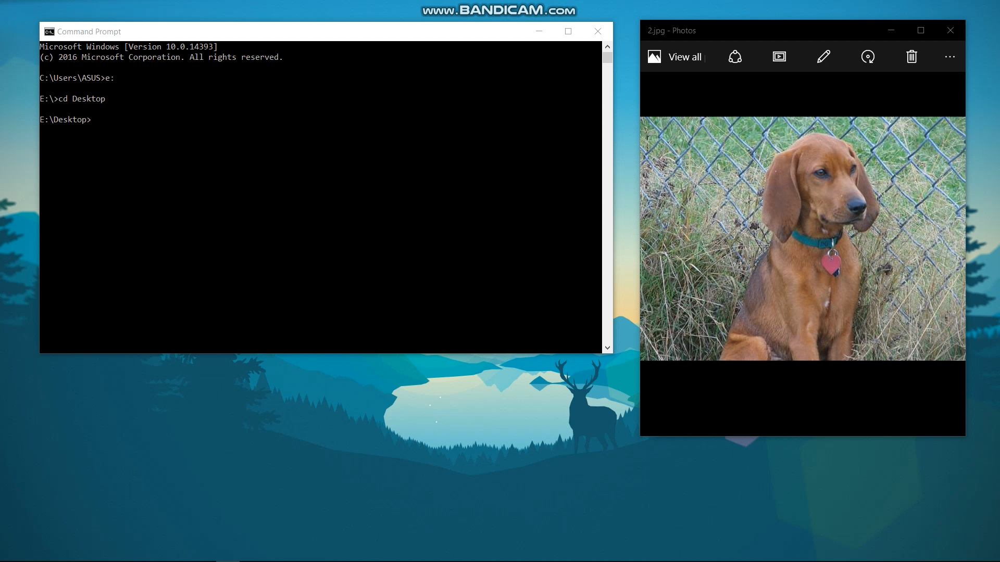 www.BANDICAM.com
Command Prompt
Microsoft Windows [Version 10.0.14393]
(c) 2016 Microsoft Corporation. All rights reserved.
C:\Users\ASUS>e:
E:\>cd Desktop
E:\Desktop>
2.jpg - Photos
View all